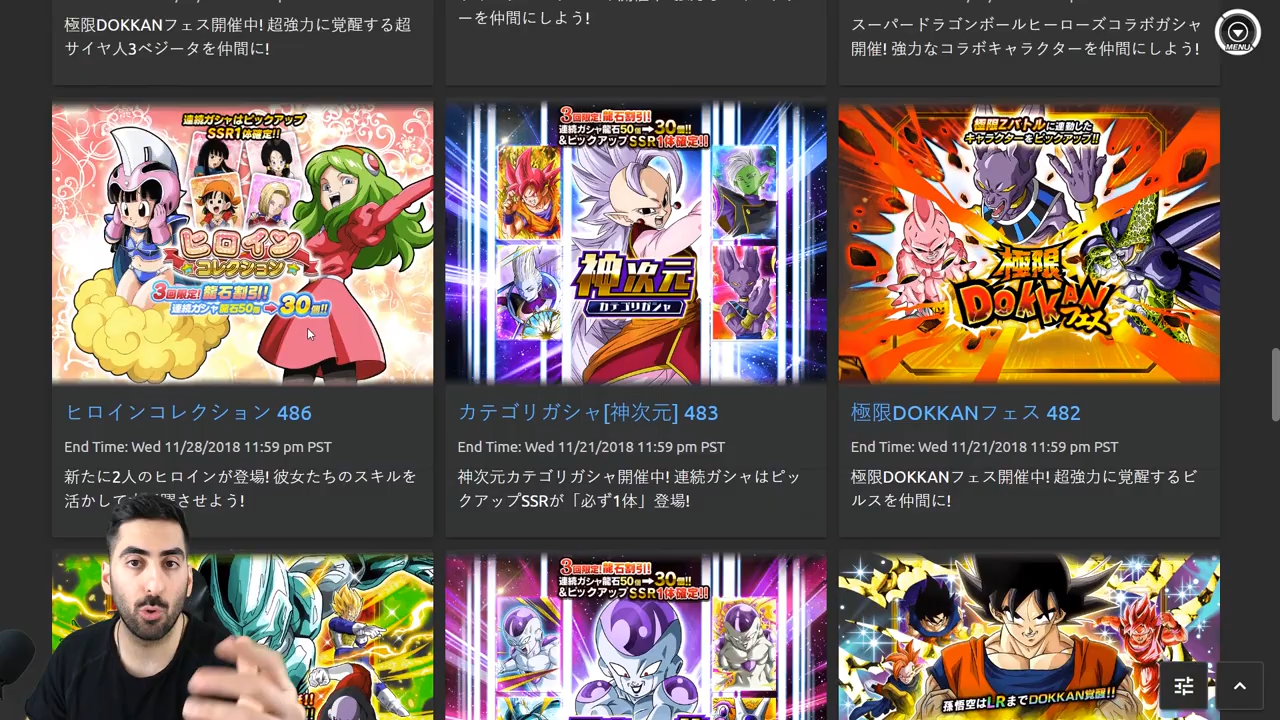 極限DOKKANフェス開催中! 超強力に覚醒する超
サイヤ人3ベジータを仲間に!
ーを仲間にしよう!
スーパードラゴンボールヒーローズコラボガシャ
開催! 強力なコラボキャラクターを仲間にしよう!
MENU
連続ガシャはピックアップ
SSR1体確定!!
ヒロイン
コレクション
3回限定! 龍石割引!!
連続ガシャ龍石50個→30個!!
3回限定! 龍石割引!
連続ガシャ龍石50個→30個!!
&ピックアップSSR1体確定!!
神次元
カテゴリガシャ
極限Zバトルに連動した
キャラクターをピックアップ!!
極限
DOKKANフェス
ヒロインコレクション 486
End Time: Wed 11/28/2018 11:59 pm PST
新たに2人のヒロインが登場! 彼女たちのスキルを
活かして
させよう!
カテゴリガシャ[神次元] 483
End Time: Wed 11/21/2018 11:59 pm PST
神次元カテゴリガシャ開催中! 連続ガシャはピッ
クアップSSRが「必ず1体」登場!
極限DOKKANフェス 482
End Time: Wed 11/21/2018 11:59 pm PST
極限DOKKANフェス開催中! 超強力に覚醒するビ
ルスを仲間に!
3回限定! 龍石割引!
連続ガシャ龍石50個→30個!!
&ピックアップSSR1体確定!!
孫悟空はLRまでDOKKAN覚醒!!